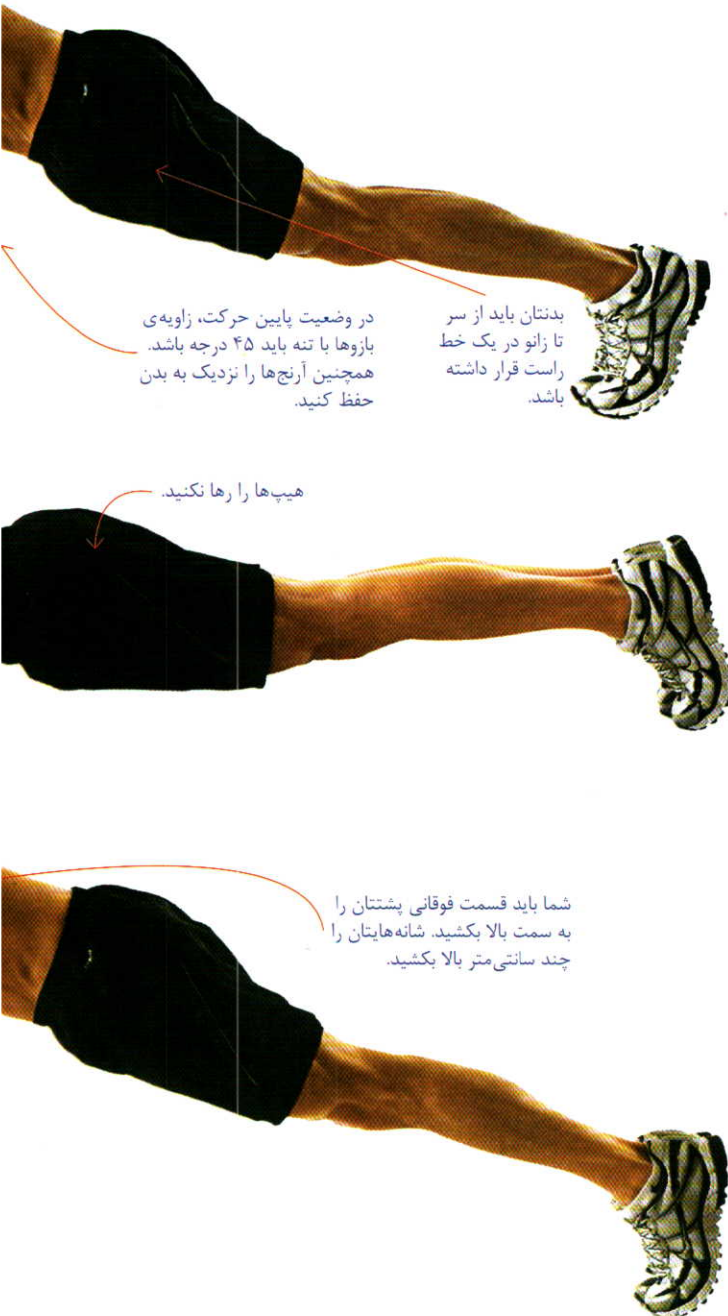 بدنتان باید از سر
تا زانو در یک خط
راست قرار داشته
باشد.
در وضعیت پایین حرکت، زاویه‌ی
بازوها با تنه باید ۴۵ درجه باشد.
همچنین آرنج‌ها را نزدیک به بدن
حفظ کنید.
هیپ‌ها را رها نکنید.
شما باید قسمت فوقانی پشتتان را
به سمت بالا بکشید. شانه‌هایتان را
چند سانتی‌متر بالا بکشید.